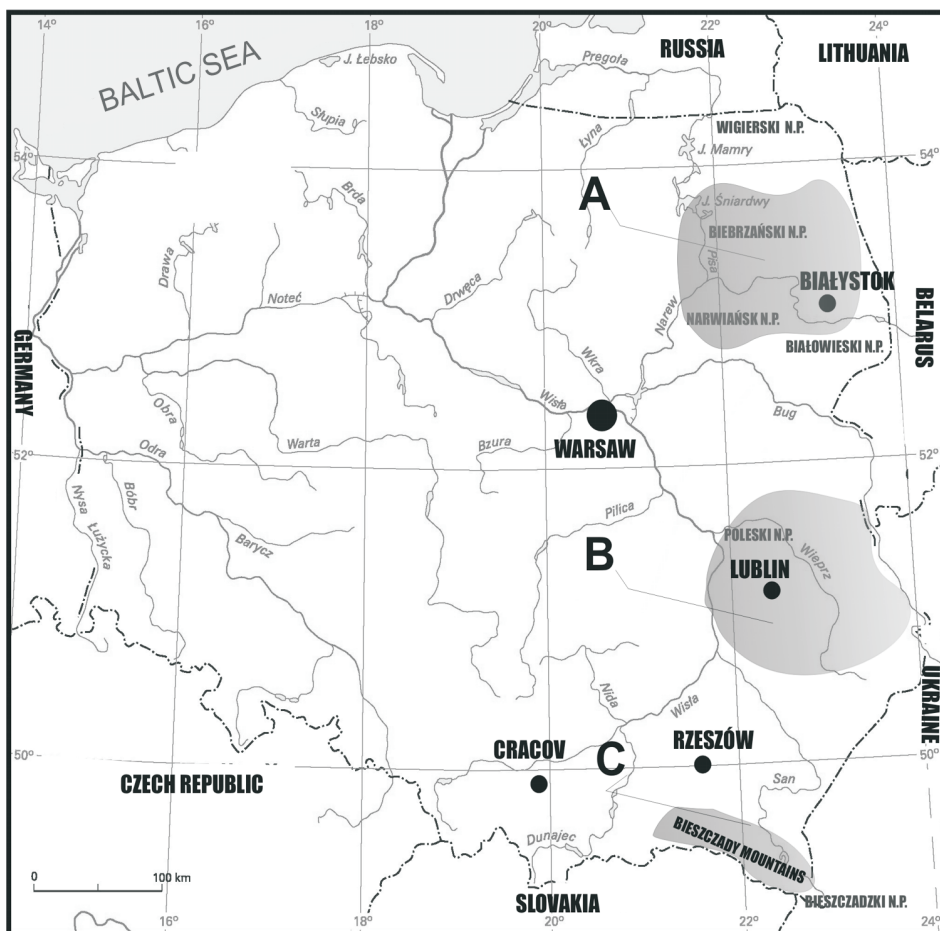 14°
16°
18°
20°
22°
24°
RUSSIA
LITHUANIA
BALTIC SEA
J. Łebsko
Pregoła
Słupia
Łyna
WIGIERSKI N.P.
54°
54°
J. Mamry
A
Brda
J. Śniardwy
BIEBRZAŃSKI N.P.
Drawa
Pisa
BIAŁYSTOK
Drwęca
Noteć
Narew
NARWIAŃSK N.P.
BELARUS
GERMANY
BIAŁOWIESKI N.P.
Wkra
Obra
Wisła
Bug
WARSAW
Odra
Warta
Bzura
52°
52°
Nysa Łużycka
Bóbr
Pilica
Barycz
B
POLESKI N.P.
Wieprz
LUBLIN
UKRAINE
Nida
Wisła
50°
50°
CRACOV
C
RZESZÓW
CZECH REPUBLIC
San
Dunajec
BIESZCZADY MOUNTAINS
0
100 km
SLOVAKIA
BIESZCZADZKI N.P.
16°
18°
20°
22°
24°